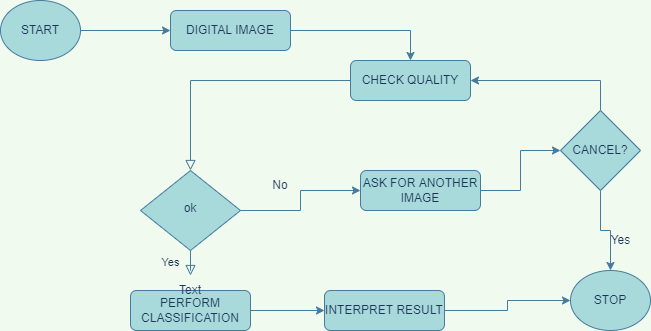 START
DIGITAL IMAGE
CHECK QUALITY
CANCEL?
No
ASK FOR ANOTHER
IMAGE
ok
Yes
Yes
Text
PERFORM
CLASSIFICATION
INTERPRET RESULT
STOP